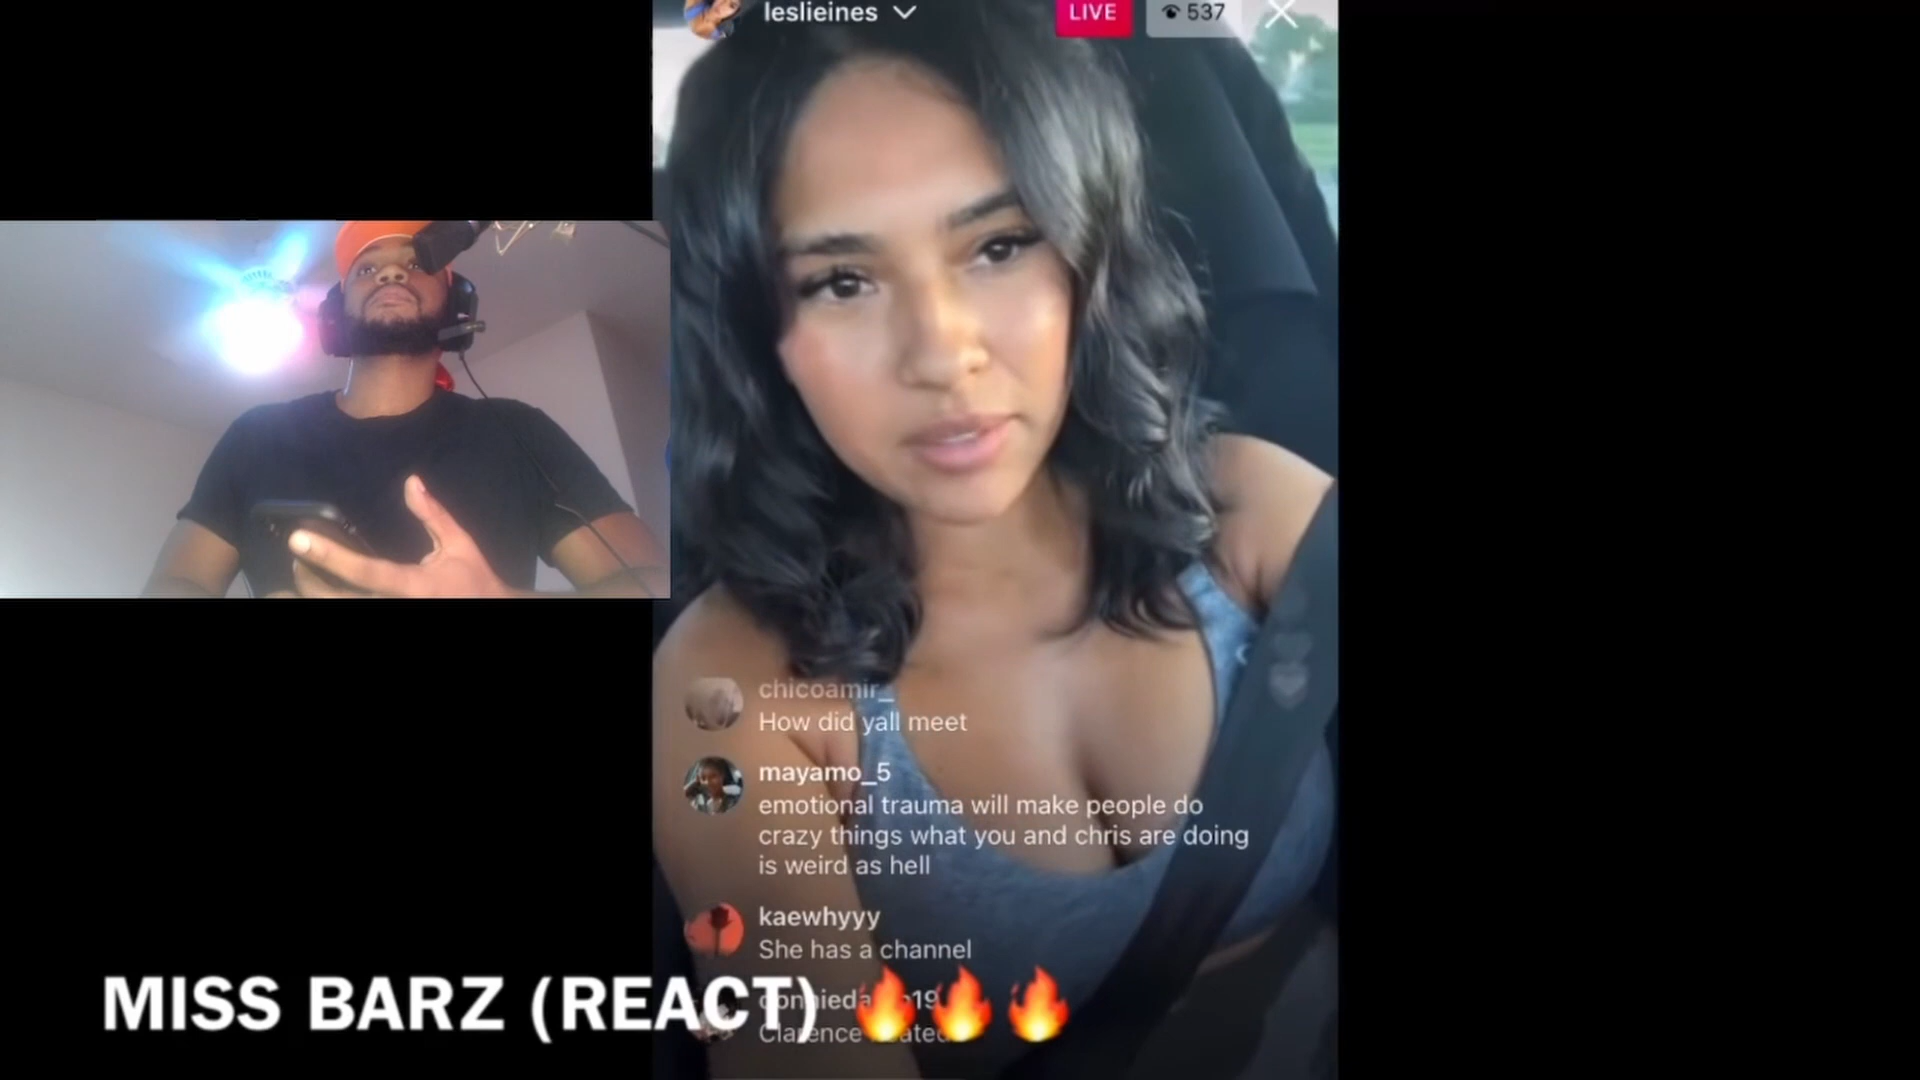 leslieines
LIVE
537
chicoamir_
How did yall meet
mayamo_5
emotional trauma will make people do
crazy things what you and chris are doing
is weird as hell
kaewhyyy
She has a channel
Clarence
MISS BARZ (REACT) 🔥🔥🔥